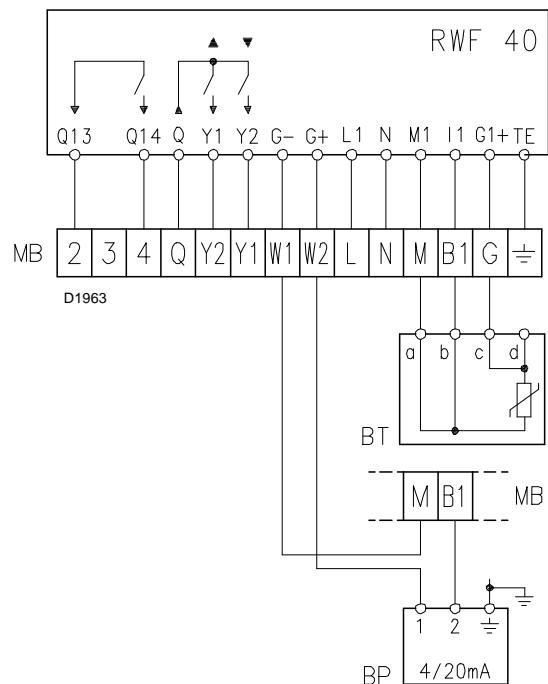 RWF 40
Q13 Q14 Q Y1 Y2 G- G+ L1 N M1 I1 G1+ TE
MB 2 3 4 Q Y2 Y1 W1 W2 L N M B1 G
D1963
a b c d
BT
M B1 MB
1 2
BP 4/20mA